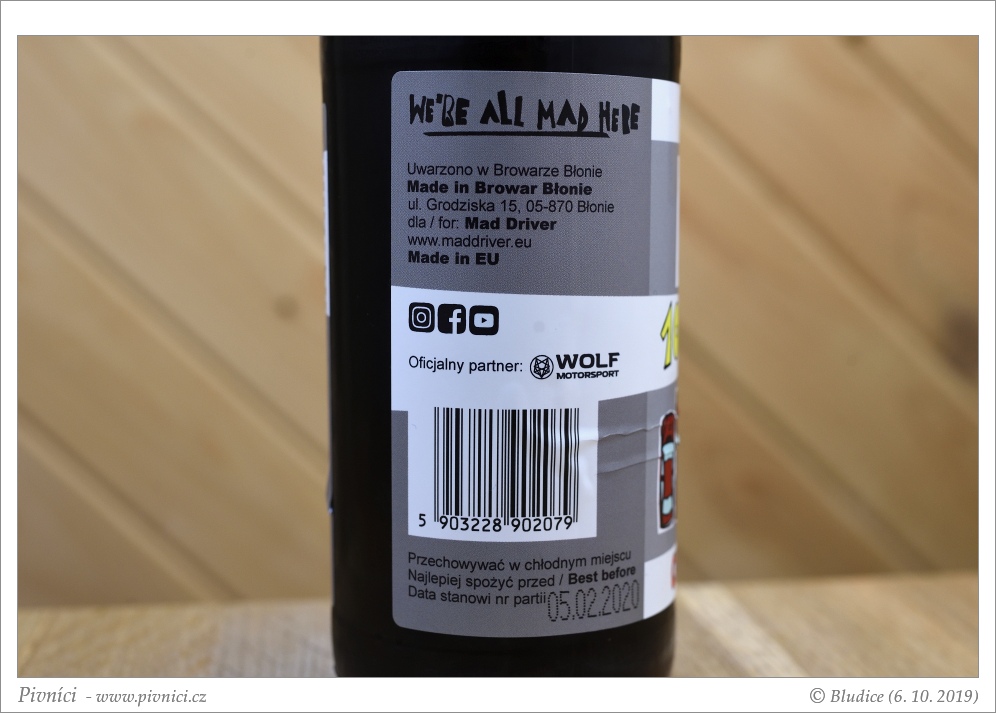 WE'RE ALL MAD HERE
Uwarzono w Browarze Błonie
Made in Browar Błonie
ul. Grodziska 15, 05-870 Błonie
dla / for: Mad Driver
www.maddriver.eu
Made in EU
Oficjalny partner: WOLF
MOTORSPORT
5 903228 902079
Przechowywać w chłodnym miejscu
Najlepiej spożyć przed / Best before
Data stanowi nr partii 05.02.2020
Pivníci - www.pivnici.cz
© Bludice (6. 10. 2019)